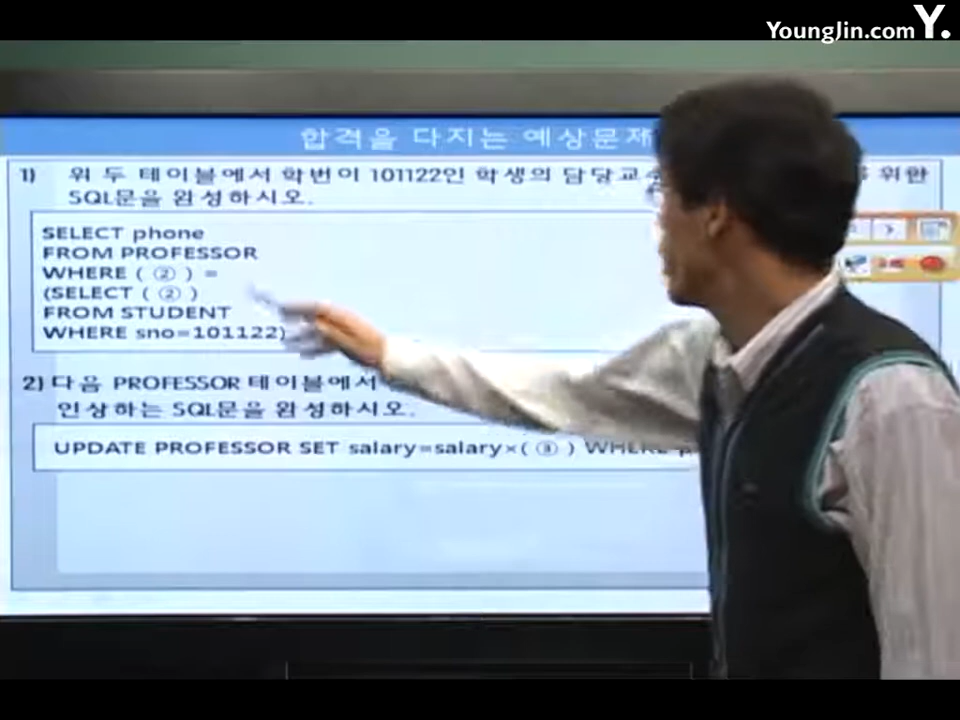 YoungJin.com Y.
합격을 다지는 예상문제
1) 위 두 테이블에서 학번이 101122인 학생의 담당교수 위한
SQL문을 완성하시오.
SELECT phone
FROM PROFESSOR
WHERE ( ② ) =
(SELECT ( ② )
FROM STUDENT
WHERE sno=101122)
2) 다음 PROFESSOR 테이블에서
인상하는 SQL문을 완성하시오.
UPDATE PROFESSOR SET salary=salary×( ③ ) WHERE